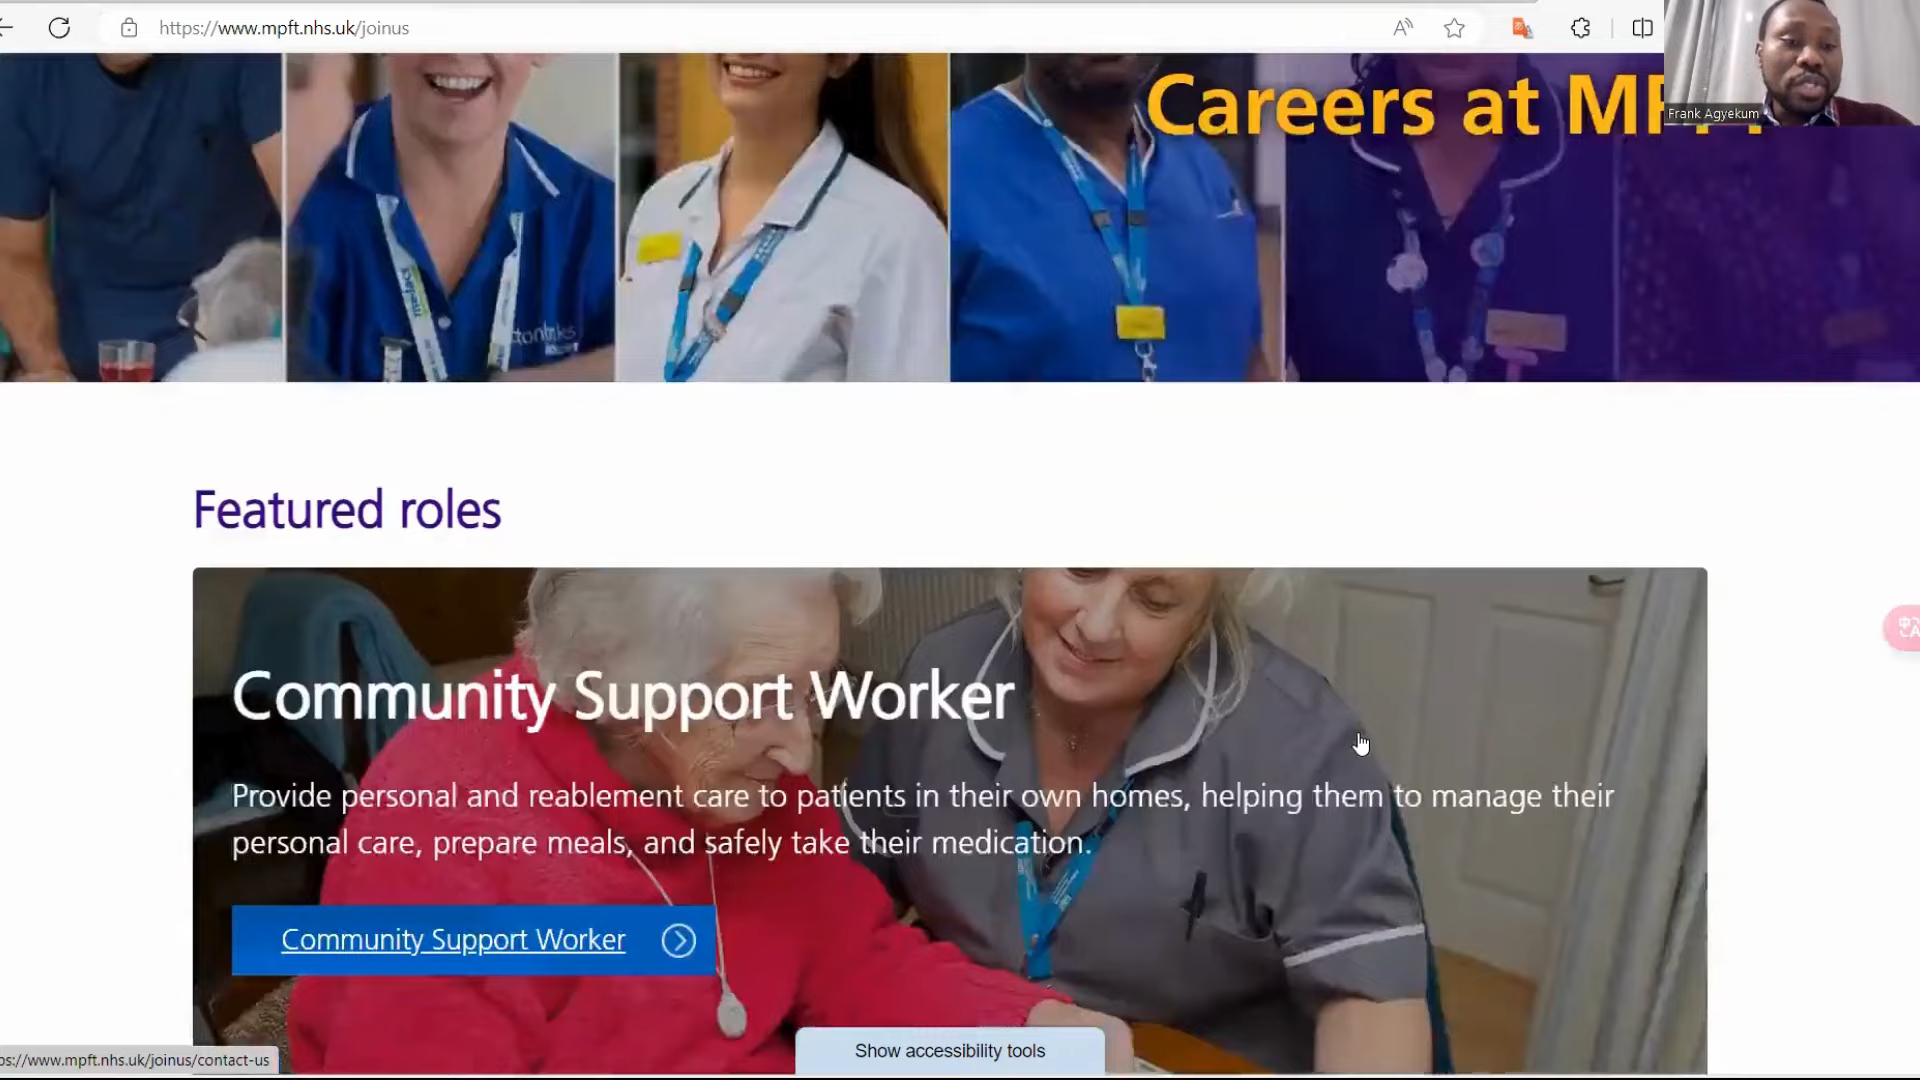 https://www.mpft.nhs.uk/joinus
Careers at MPFT
Frank Agyekum
Featured roles
Community Support Worker
Provide personal and reablement care to patients in their own homes, helping them to manage their
personal care, prepare meals, and safely take their medication.
Community Support Worker
Show accessibility tools
ps://www.mpft.nhs.uk/joinus/contact-us